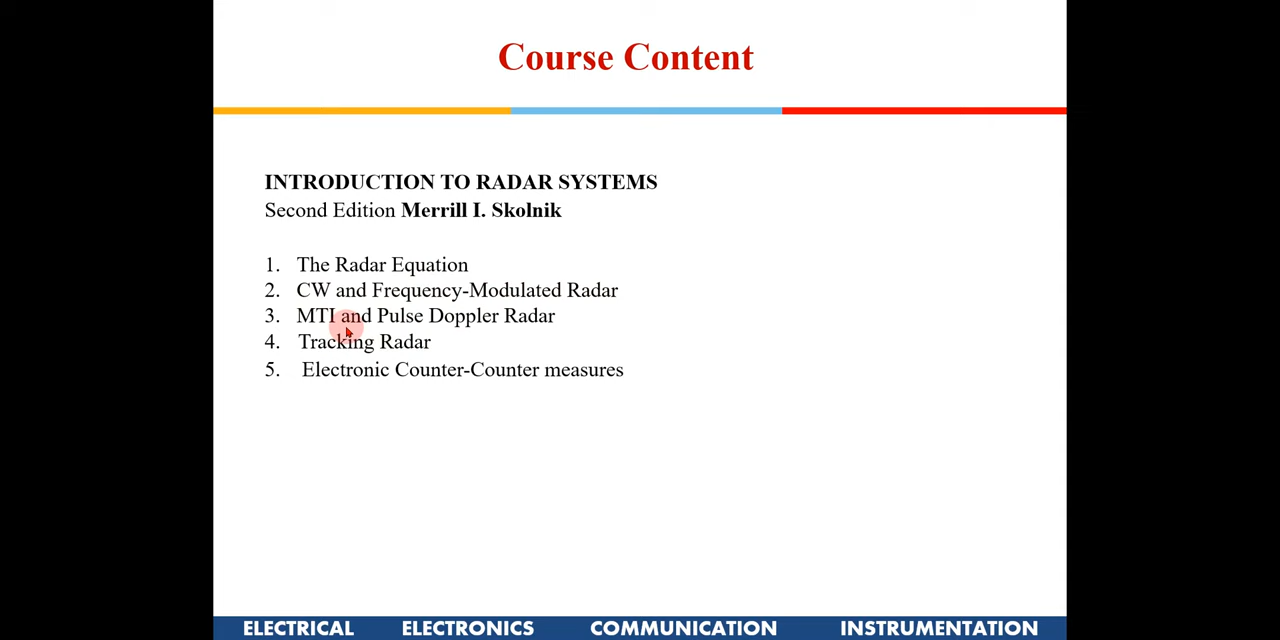 Course Content
INTRODUCTION TO RADAR SYSTEMS
Second Edition Merrill I. Skolnik
1. The Radar Equation
2. CW and Frequency-Modulated Radar
3. MTI and Pulse Doppler Radar
4. Tracking Radar
5. Electronic Counter-Counter measures
ELECTRICAL ELECTRONICS COMMUNICATION INSTRUMENTATION